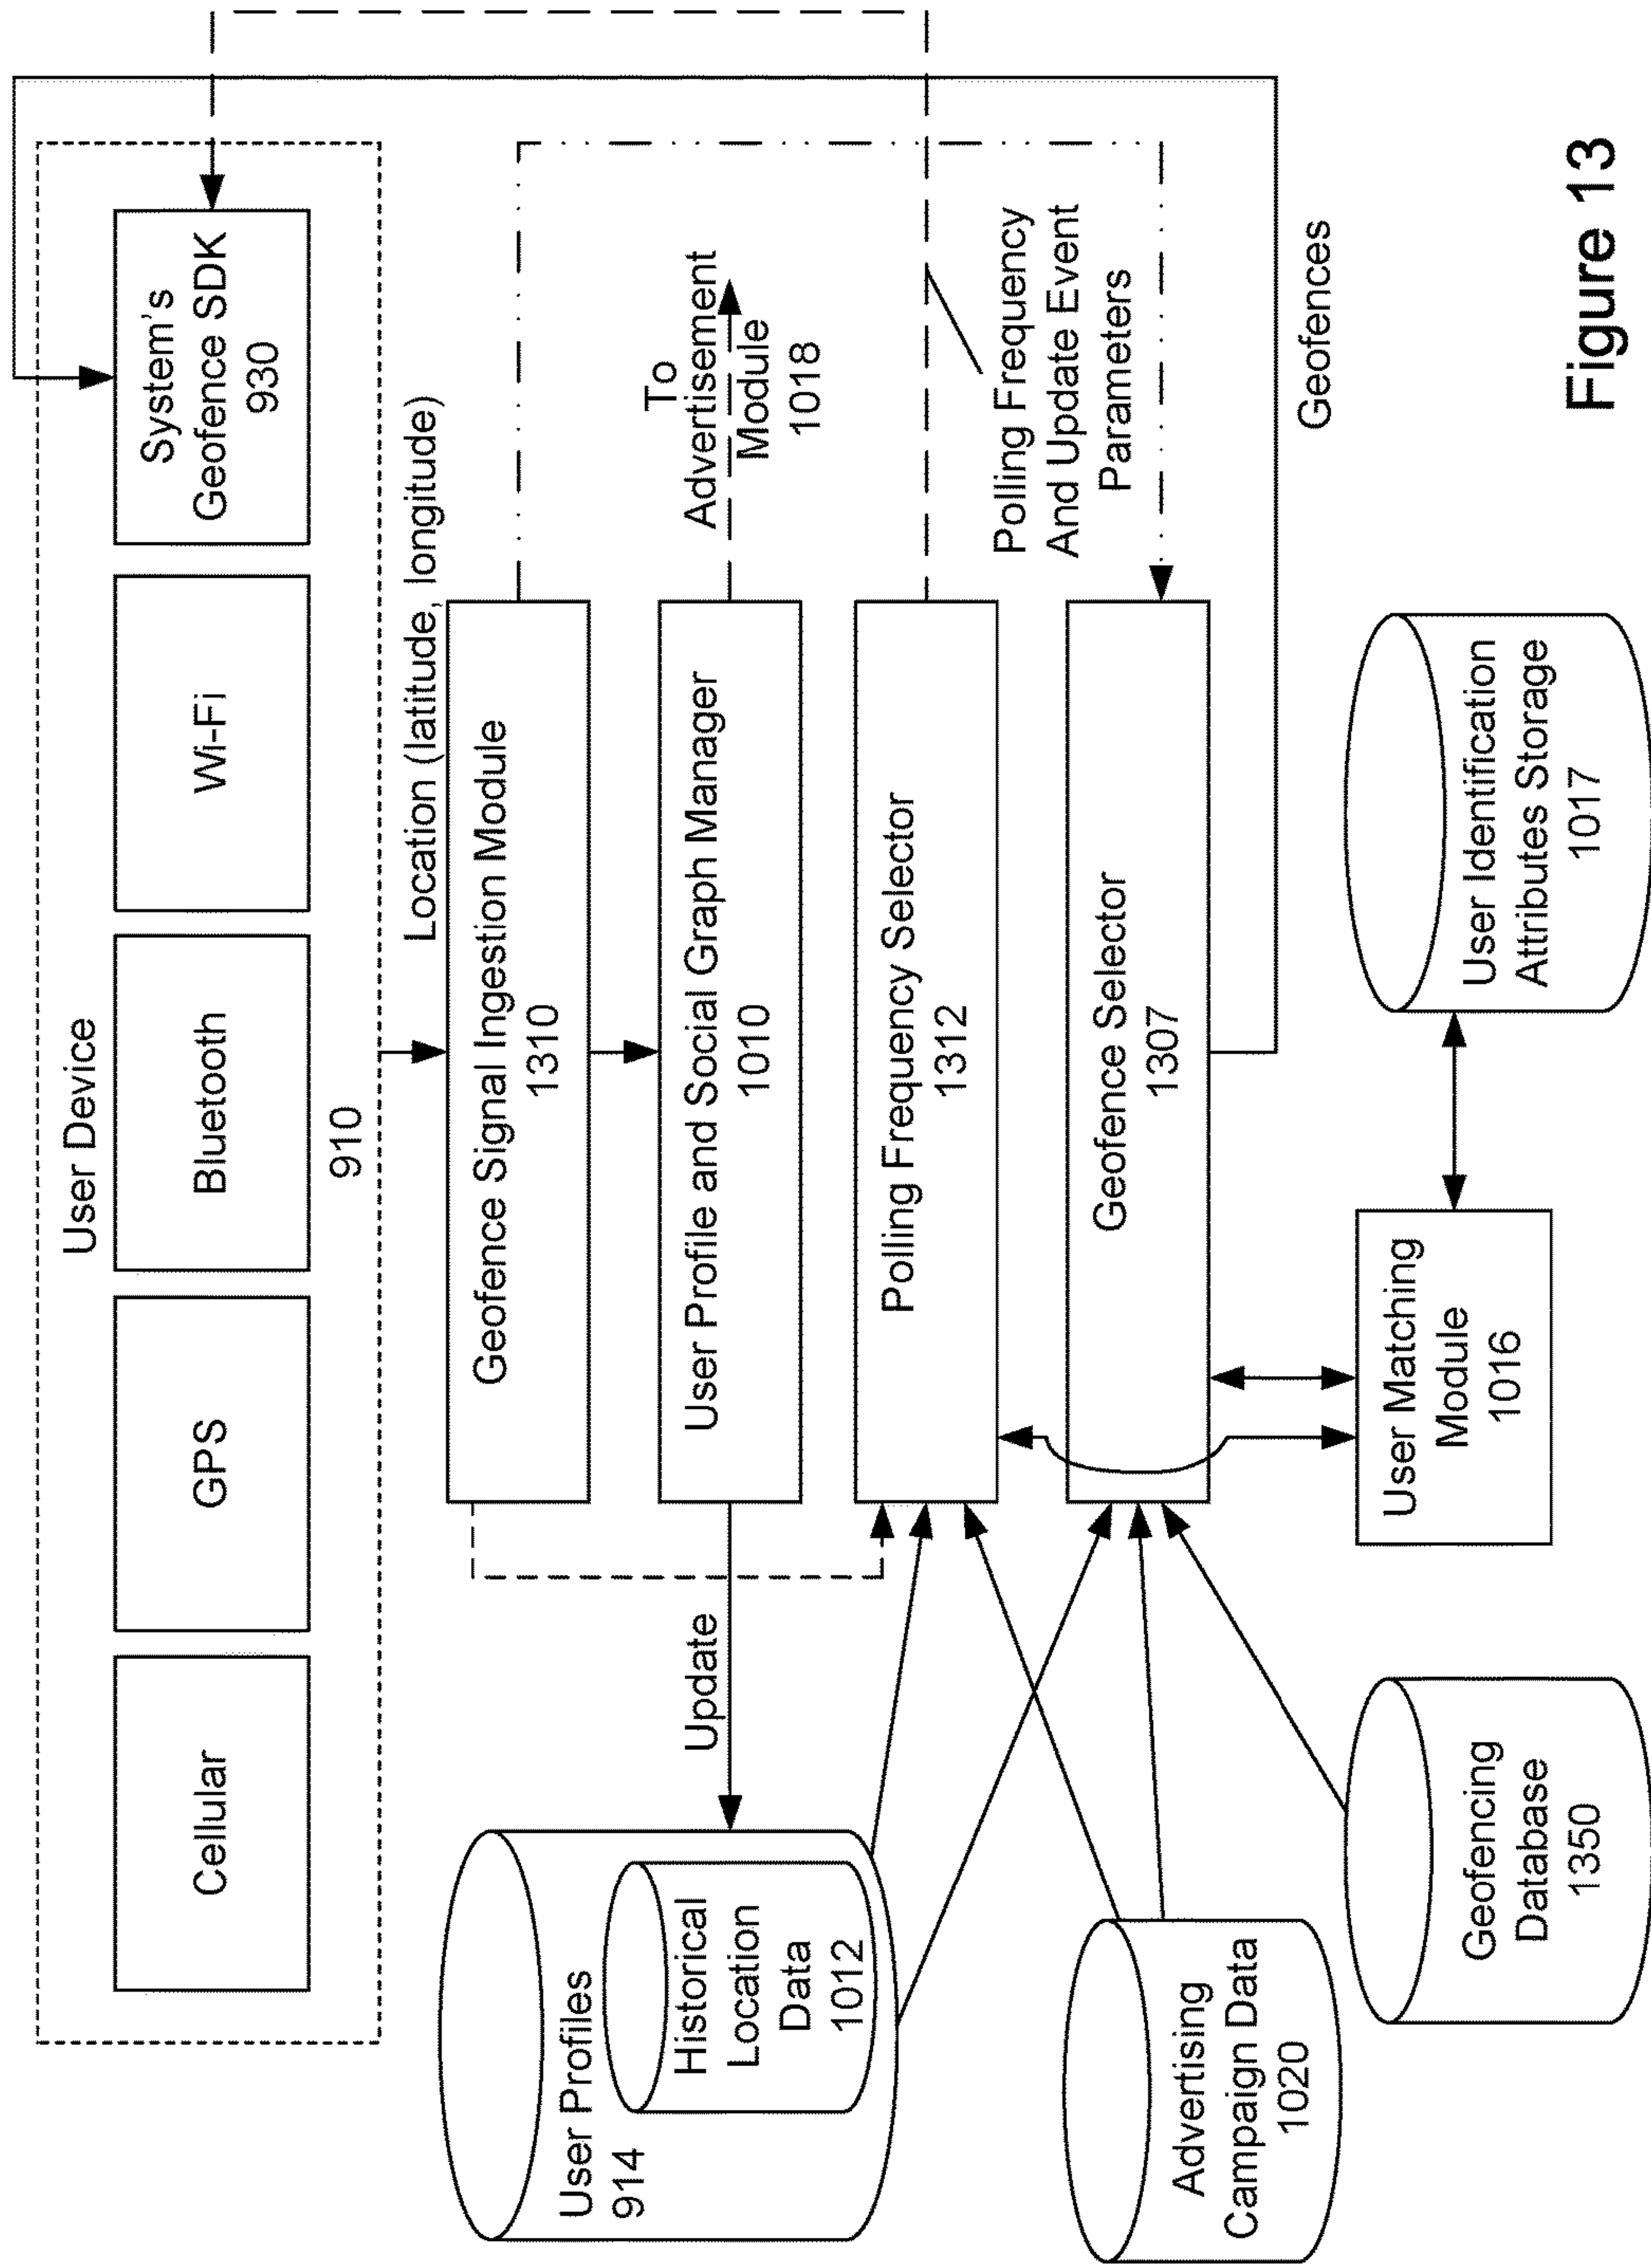 User Device
Cellular
GPS
Bluetooth
Wi-Fi
System's
Geofence SDK
930
910
Location (latitude, longitude)
Geofence Signal Ingestion Module
1310
User Profile and Social Graph Manager
1010
To
Advertisement
Module
1018
Update
User Profiles
914
Historical
Location
Data
1012
Polling Frequency Selector
1312
Polling Frequency
And Update Event
Parameters
Geofence Selector
1307
Geofences
Advertising
Campaign Data
1020
Geofencing
Database
1350
User Matching
Module
1016
User Identification
Attributes Storage
1017
Figure 13